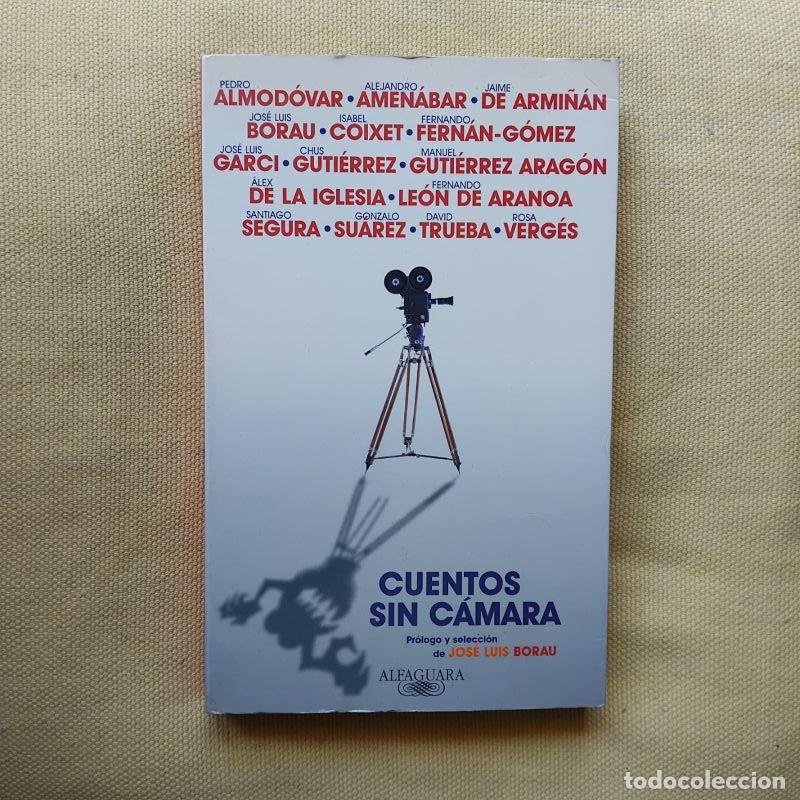 PEDRO ALEJANDRO JAIME
ALMODÓVAR • AMENÁBAR • DE ARMIÑÁN
JOSÉ LUIS ISABEL FERNANDO
BORAU • COIXET • FERNÁN-GÓMEZ
JOSÉ LUIS CHUS MANUEL
GARCI • GUTIÉRREZ • GUTIÉRREZ ARAGÓN
ÁLEX FERNANDO
DE LA IGLESIA • LEÓN DE ARANOA
SANTIAGO GONZALO DAVID ROSA
SEGURA • SUÁREZ • TRUEBA • VERGÉS
CUENTOS
SIN CÁMARA
Prólogo y selección
de JOSÉ LUIS BORAU
ALFAGUARA
todocoleccion